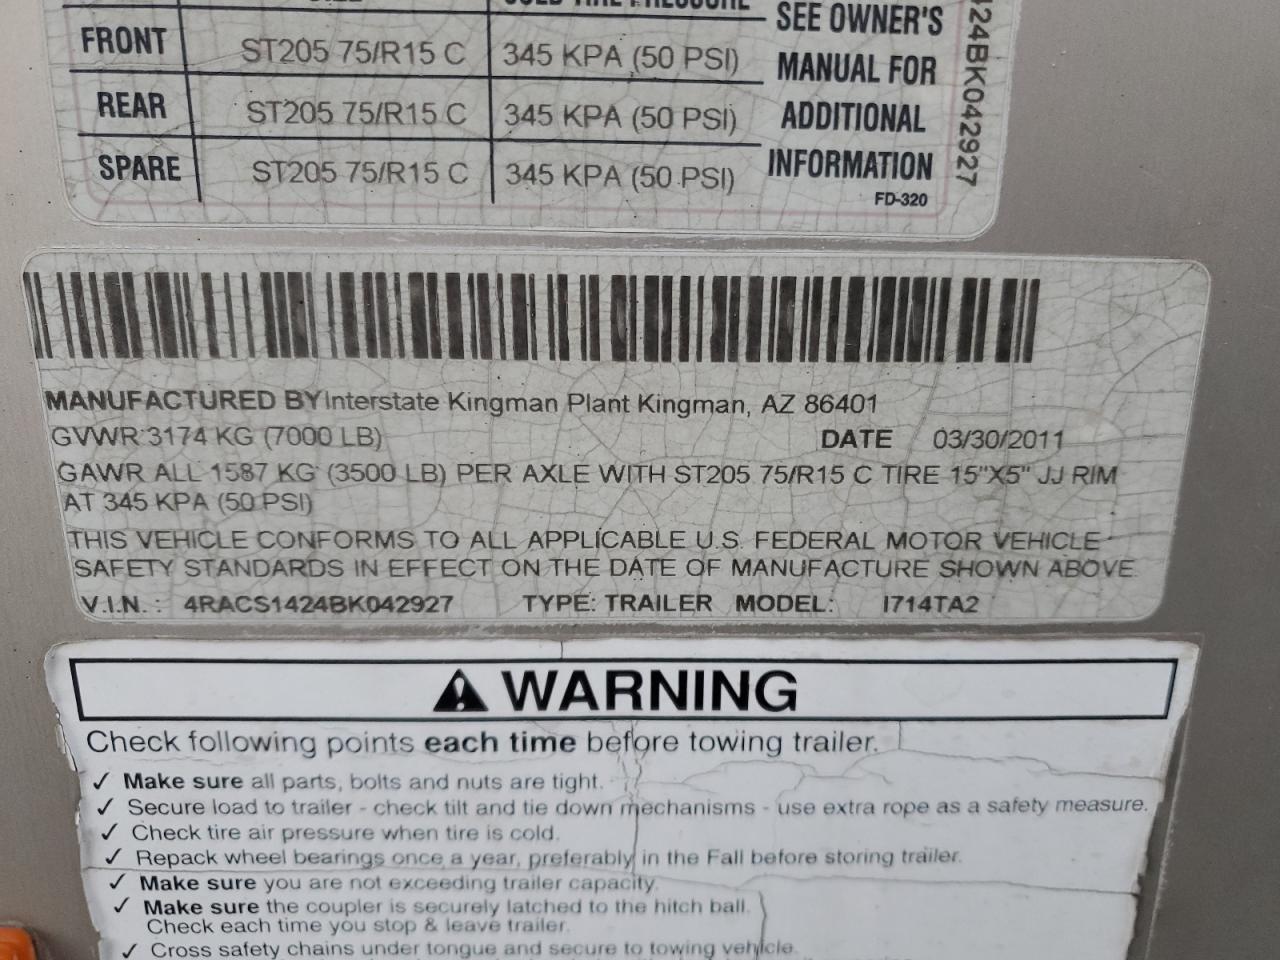 FRONT ST205 75/R15 C 345 KPA (50 PSI)
REAR ST205 75/R15 C 345 KPA (50 PSI)
SPARE ST205 75/R15 C 345 KPA (50 PSI)
SEE OWNER'S
MANUAL FOR
ADDITIONAL
INFORMATION
FD-320
424BK042927
MANUFACTURED BY Interstate Kingman Plant Kingman, AZ 86401
GVWR 3174 KG (7000 LB) DATE 03/30/2011
GAWR ALL 1587 KG (3500 LB) PER AXLE WITH ST205 75/R15 C TIRE 15"X5" JJ RIM
AT 345 KPA (50 PSI)
THIS VEHICLE CONFORMS TO ALL APPLICABLE U.S. FEDERAL MOTOR VEHICLE
SAFETY STANDARDS IN EFFECT ON THE DATE OF MANUFACTURE SHOWN ABOVE
V.I.N. : 4RACS1424BK042927 TYPE: TRAILER MODEL: I714TA2
WARNING
Check following points each time before towing trailer.
✓ Make sure all parts, bolts and nuts are tight.
✓ Secure load to trailer - check tilt and tie down mechanisms - use extra rope as a safety measure.
✓ Check tire air pressure when tire is cold.
✓ Repack wheel bearings once a year, preferably in the Fall before storing trailer.
✓ Make sure you are not exceeding trailer capacity.
✓ Make sure the coupler is securely latched to the hitch ball.
Check each time you stop & leave trailer.
✓ Cross safety chains under tongue and secure to towing vehicle.